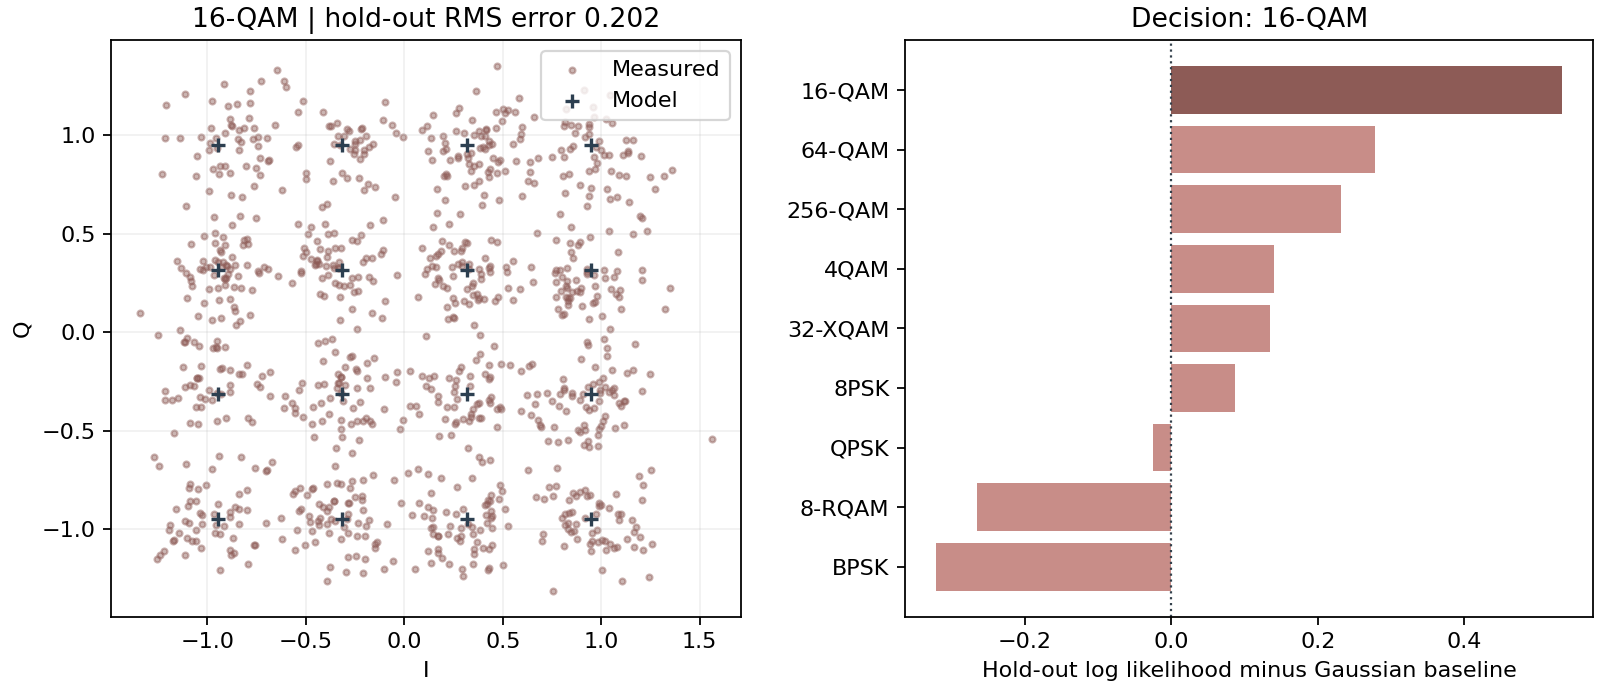 16-QAM | hold-out RMS error 0.202
Measured
Model
1.0
0.5
0.0
−0.5
−1.0
Q
−1.0
−0.5
0.0
0.5
1.0
1.5
I
Decision: 16-QAM
16-QAM
64-QAM
256-QAM
4QAM
32-XQAM
8PSK
QPSK
8-RQAM
BPSK
−0.2
0.0
0.2
0.4
Hold-out log likelihood minus Gaussian baseline